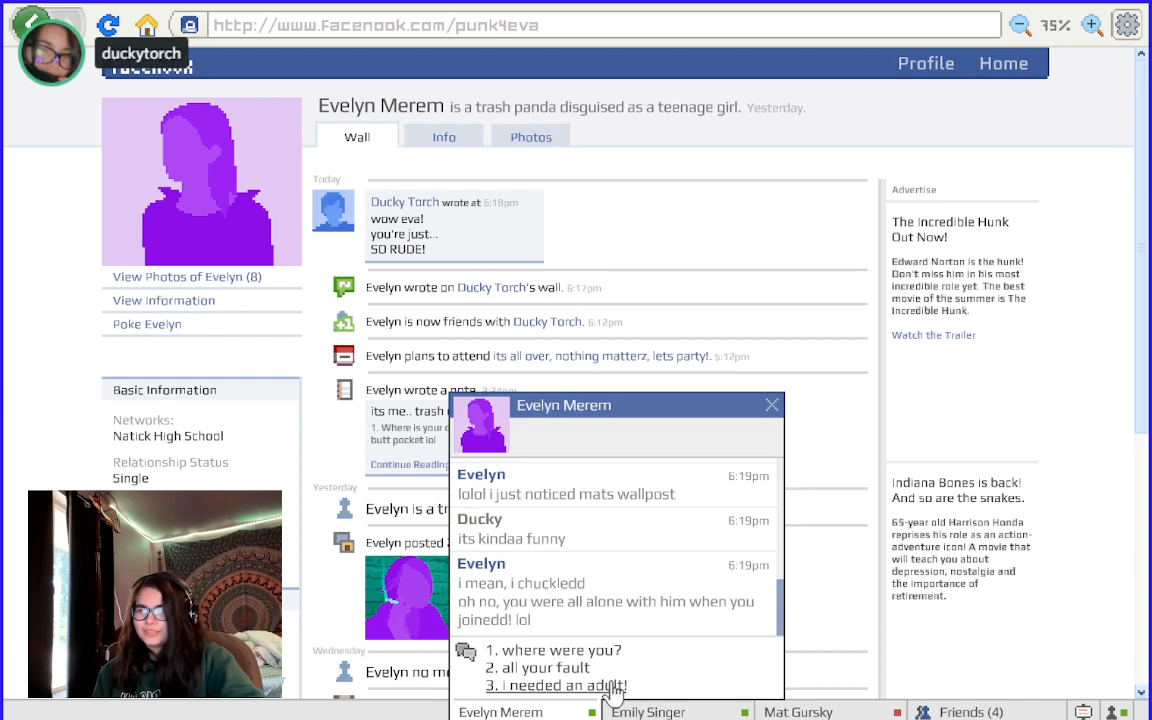 http://www.Facenook.com/punk4eva
75%
duckytorch
Profile
Home
Evelyn Merem is a trash panda disguised as a teenage girl. Yesterday.
Wall
Info
Photos
View Photos of Evelyn (8)
View Information
Poke Evelyn
Basic Information
Networks:
Natick High School
Relationship Status
Single
Today
Ducky Torch wrote at 6:18pm
wow eva!
you're just...
SO RUDE!
Evelyn wrote on Ducky Torch's wall. 6:17pm
Evelyn is now friends with Ducky Torch. 6:12pm
Evelyn plans to attend its all over, nothing matterz, lets party!. 5:12pm
Evelyn wrote a note.
its me.. trash
1. Where is your
butt pocket lol
Continue Reading
Yesterday
Evelyn is a
Evelyn posted
Wednesday
Evelyn no
Advertise
The Incredible Hunk
Out Now!
Edward Norton is the hunk!
Don't miss him in his most
incredible role yet. The best
movie of the summer is The
Incredible Hunk.
Watch the Trailer
Indiana Bones is back!
And so are the snakes.
65-year old Harrison Honda
reprises his role as an action-
adventure icon! A movie that
will teach you about
depression, nostalgia and
the importance of
retirement.
Evelyn Merem
Evelyn 6:19pm
lolol i just noticed mats wallpost
Ducky 6:19pm
its kindaa funny
Evelyn 6:19pm
i mean, i chuckledd
oh no, you were all alone with him when you
joinedd! lol
1. where were you?
2. all your fault
3. i needed an adult!
Evelyn Merem
Emily Singer
Mat Gursky
Friends (4)